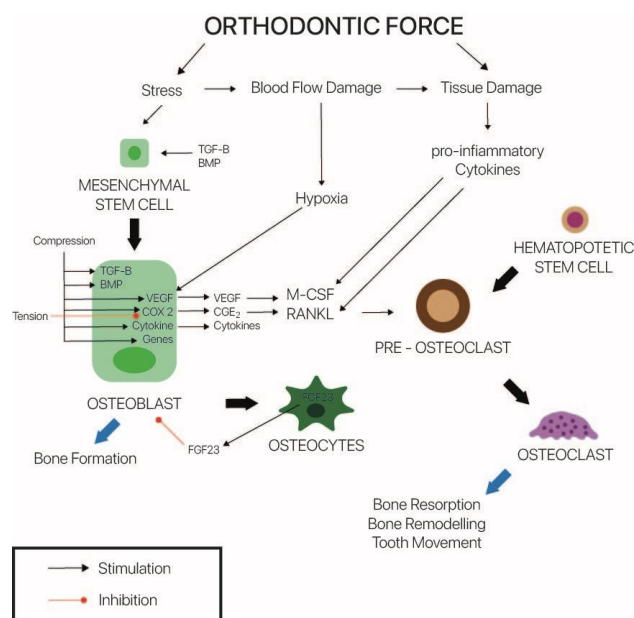 ORTHODONTIC FORCE
Stress
Blood Flow Damage
Tissue Damage
TGF-B
BMP
pro-infiammatory
Cytokines
MESENCHYMAL
STEM CELL
Hypoxia
HEMATOPOTETIC
STEM CELL
Compression
TGF-B
BMP
VEGF
COX 2
Cytokine
Genes
Tension
VEGF
CGE2
Cytokines
M-CSF
RANKL
PRE - OSTEOCLAST
OSTEOBLAST
FGF23
OSTEOCYTES
FGF23
Bone Formation
OSTEOCLAST
Bone Resorption
Bone Remodelling
Tooth Movement
Stimulation
Inhibition